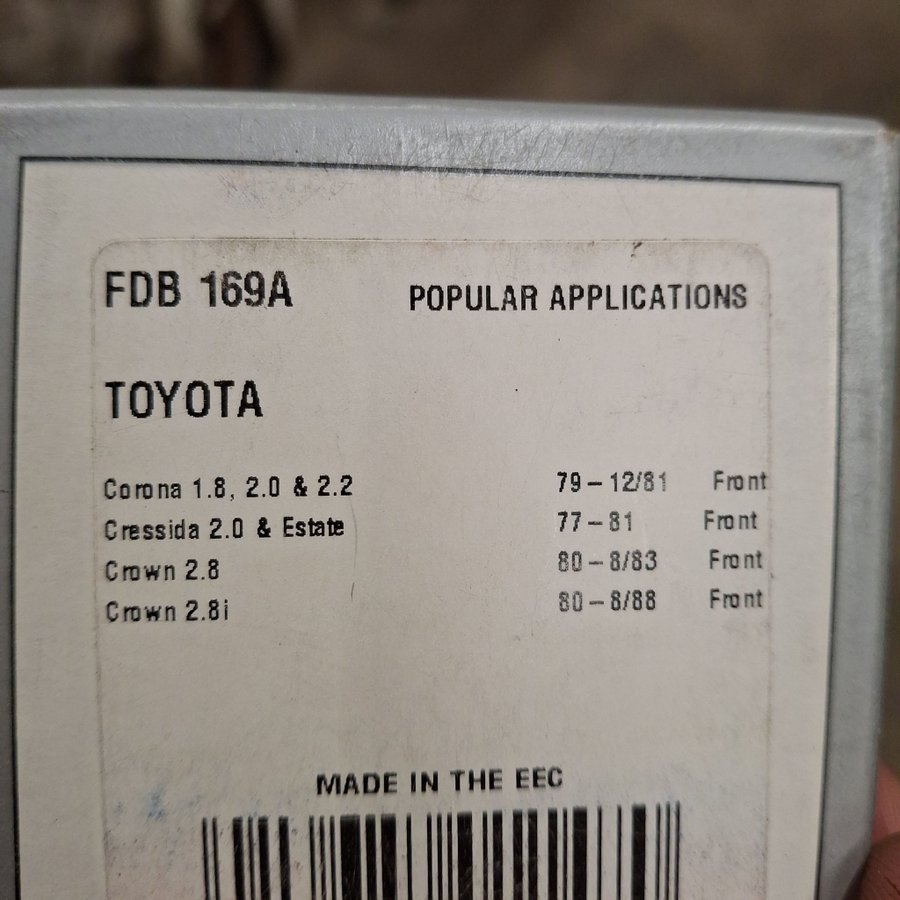 FDB 169A POPULAR APPLICATIONS
TOYOTA
Corona 1.8, 2.0 & 2.2 79 – 12/81 Front
Cressida 2.0 & Estate 77 – 81 Front
Crown 2.8 80 – 8/83 Front
Crown 2.8i 80 – 8/88 Front
MADE IN THE EEC